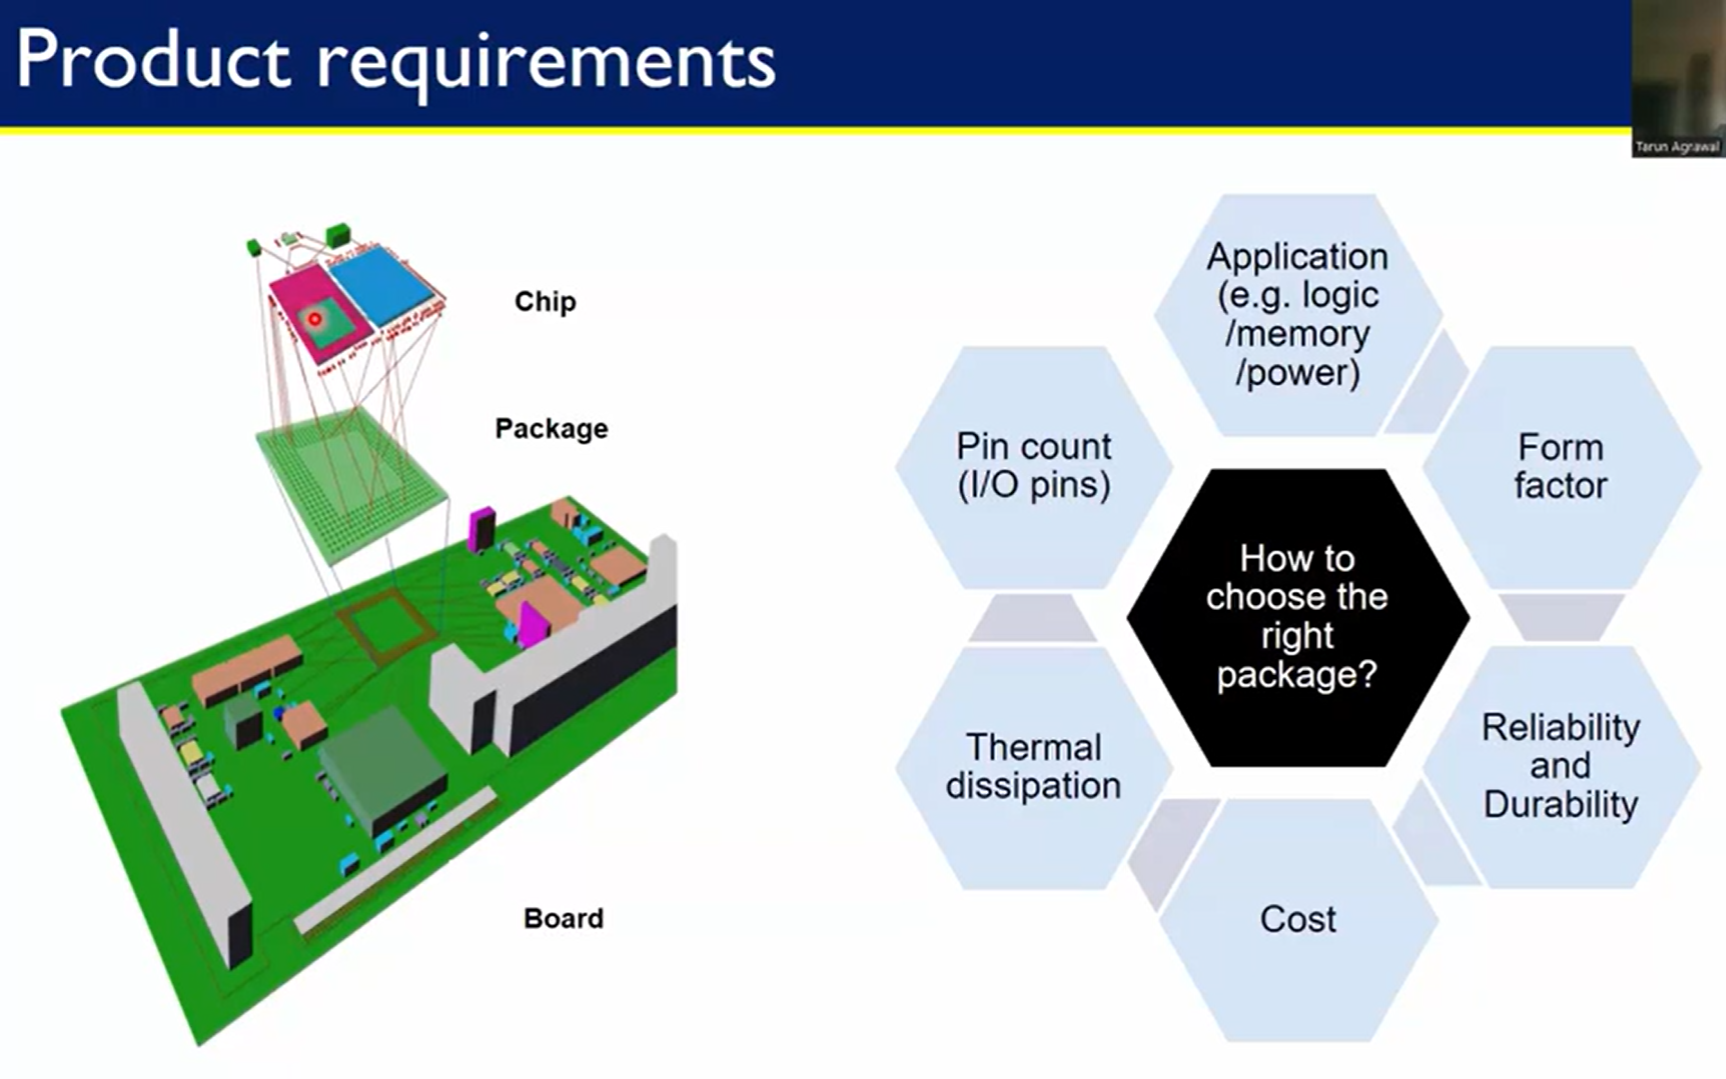 Product requirements
Tarun Agrawal
Chip
Package
Board
Application
(e.g. logic
/memory
/power)
Pin count
(I/O pins)
Form
factor
How to
choose the
right
package?
Thermal
dissipation
Reliability
and
Durability
Cost